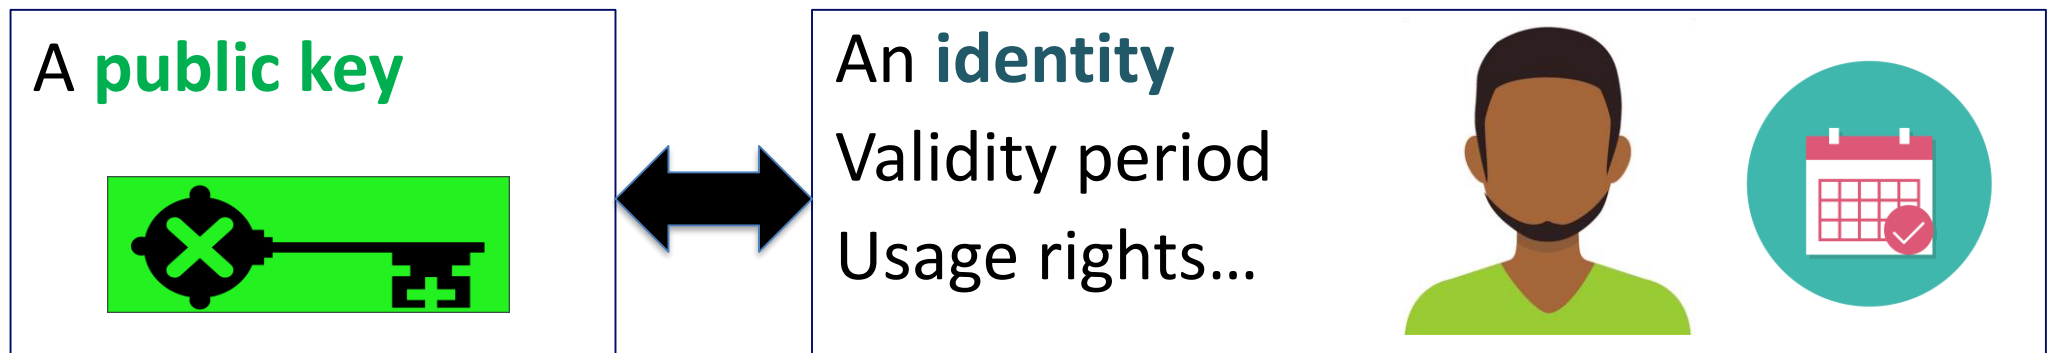 A public key
An identity
Validity period
Usage rights...